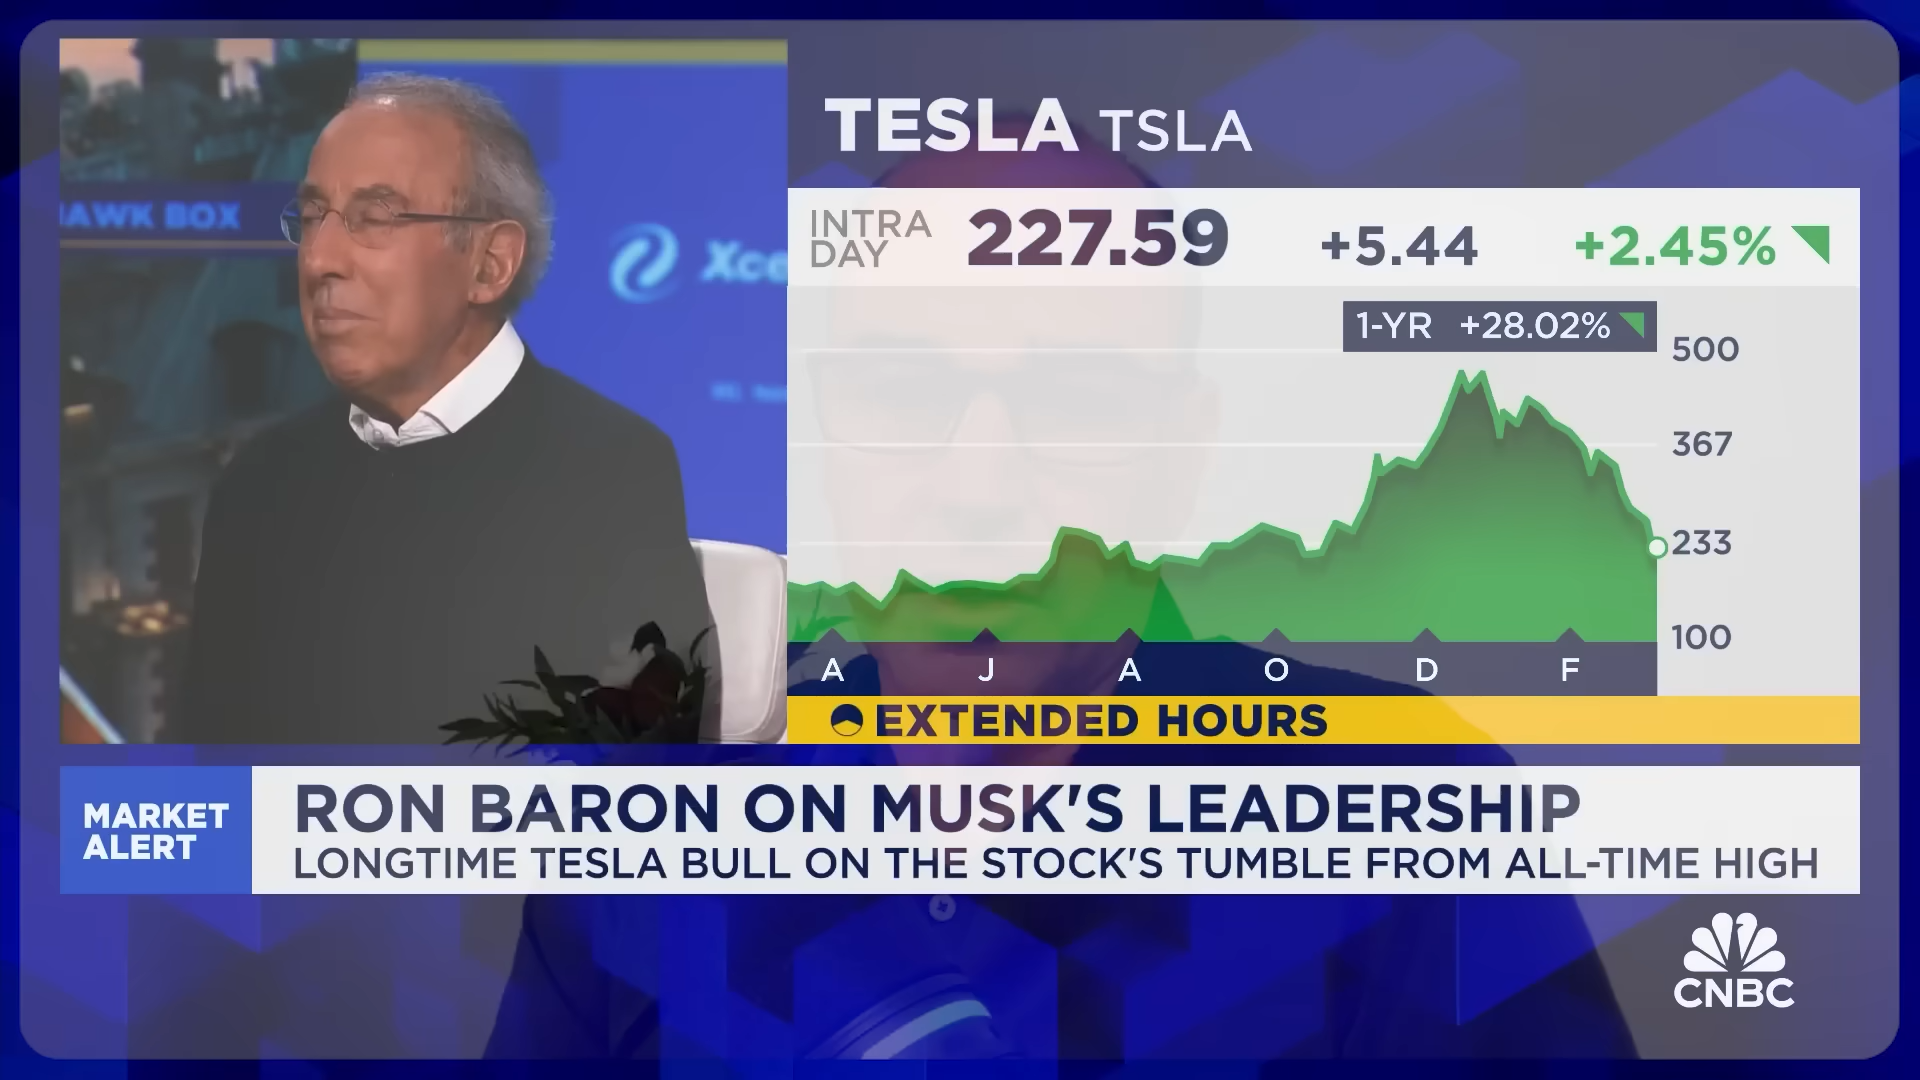 TESLA TSLA
INTRA DAY 227.59 +5.44 +2.45%
1-YR +28.02%
500
367
233
100
A J A O D F
EXTENDED HOURS
AWK BOX
Xce
MARKET ALERT
RON BARON ON MUSK'S LEADERSHIP
LONGTIME TESLA BULL ON THE STOCK'S TUMBLE FROM ALL-TIME HIGH
CNBC